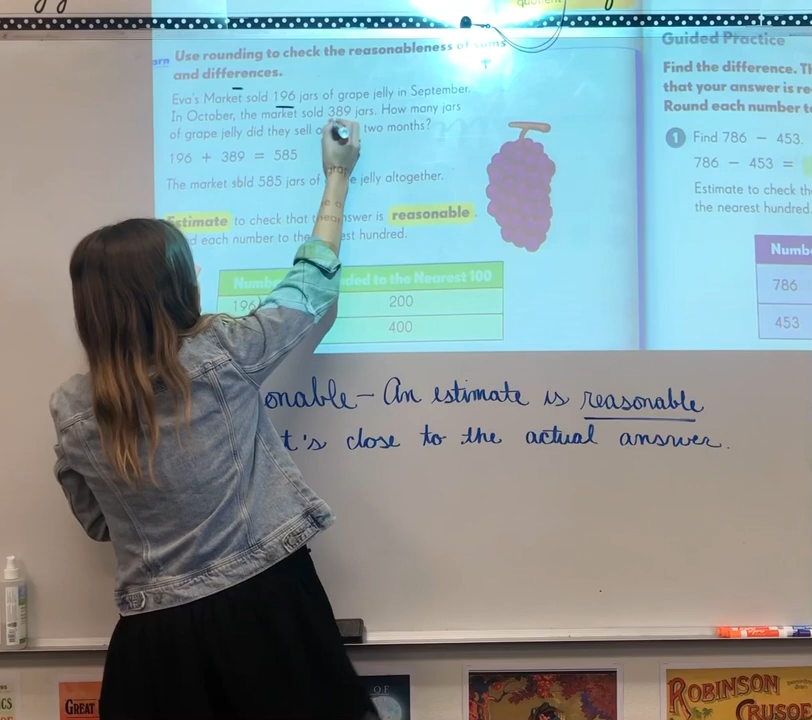 quotient
Use rounding to check the reasonableness of sums
and differences.
Eva's Market sold 196 jars of grape jelly in September.
In October, the market sold 389 jars. How many jars
of grape jelly did they sell two months?
196 + 389 = 585
The market sold 585 jars of jelly altogether.
Estimate to check that answer is reasonable.
each number to the hundred.
to the Nearest 100
196
200
400
Guided Practice
Find the difference.
that your answer is
Round each number
1 Find 786 − 453.
786 − 453 =
Estimate to check
the nearest hundred.
786
453
onable – An estimate is reasonable
t's close to the actual answer.
GREAT
OF
ROBINSON
CRUSOE